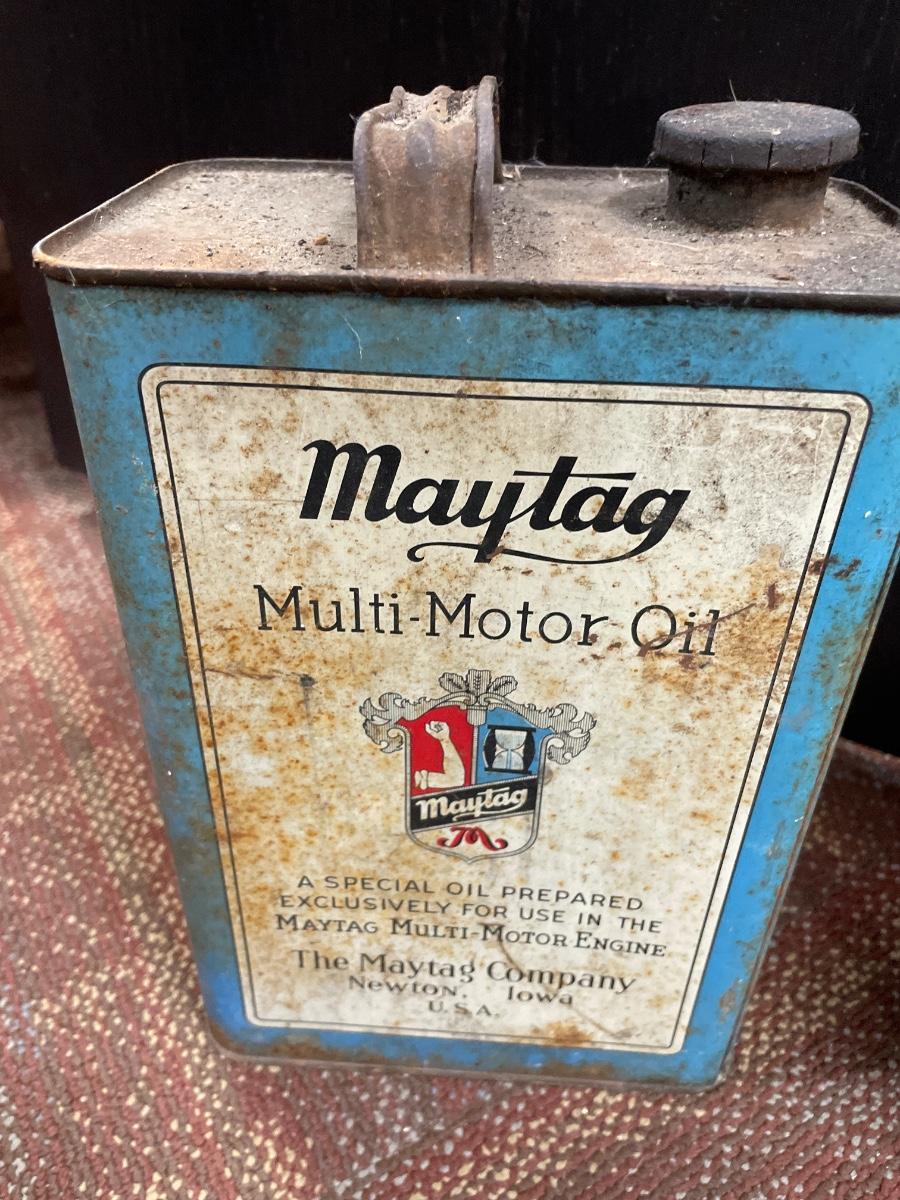 Maytag
Multi-Motor Oil
Maytag
M
A SPECIAL OIL PREPARED
EXCLUSIVELY FOR USE IN THE
MAYTAG MULTI-MOTOR ENGINE
The Maytag Company
Newton, Iowa
U.S.A.